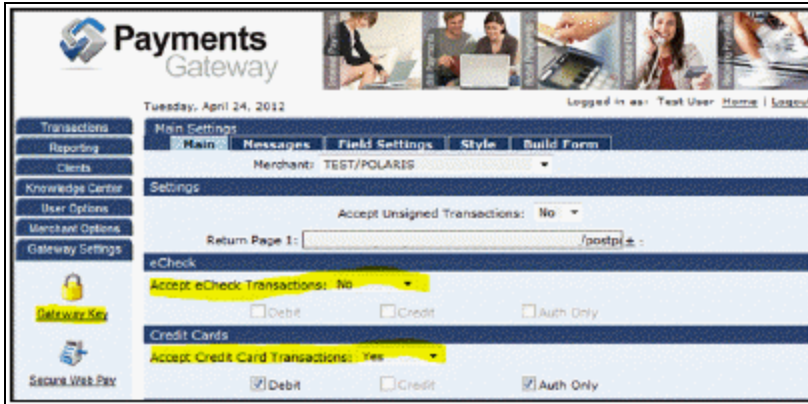 Payments
Gateway
Tuesday, April 24, 2012
Logged in as: Test User Home | Logout
Transactions
Reporting
Clients
Knowledge Center
User Options
Merchant Options
Gateway Settings
Gateway Key
Secure Web Pay
Main Settings
Main Messages Field Settings Style Build Form
Merchant: TEST/POLARIS
Settings
Accept Unsigned Transactions: No
Return Page 1: /postp
eCheck
Accept eCheck Transactions: No
Debit Credit Auth Only
Credit Cards
Accept Credit Card Transactions: Yes
Debit Credit Auth Only